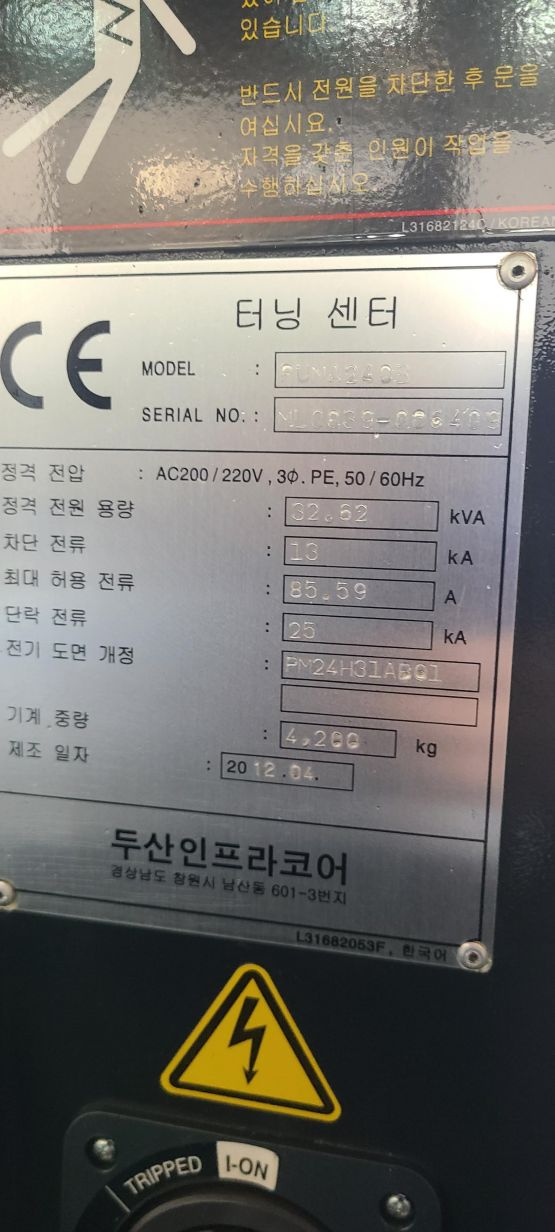 있습니다.
반드시 전원을 차단한 후 문을
여십시요.
자격을 갖춘 인원이 작업을
수행하십시오.
L31682124C/KOREAN
CE
터닝 센터
MODEL : PUMA240B
SERIAL NO. :
정격 전압 : AC200/220V, 3Φ. PE, 50/60Hz
정격 전원 용량 : 32.62 kVA
차단 전류 : 13 kA
최대 허용 전류 : 85.59 A
단락 전류 : 25 kA
전기 도면 개정 : PM24H31AB01
기계 중량 : 4,200 kg
제조 일자 : 2012.04.
두산인프라코어
경상남도 창원시 남산동 601-3번지
L31682053F, 한국어
TRIPPED I-ON